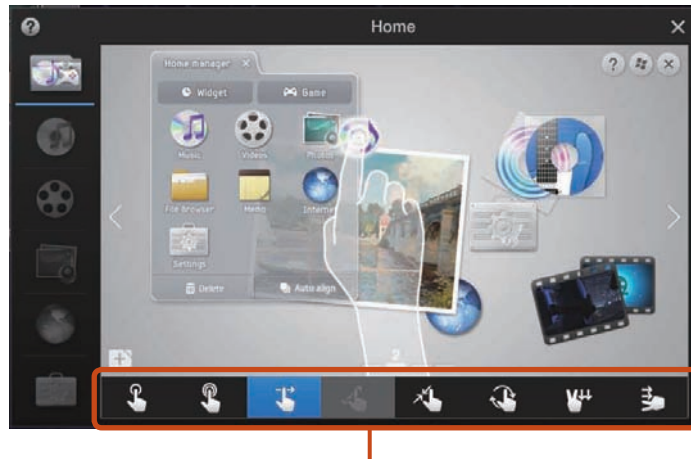 Home
Home manager
Widget
Game
Music
Videos
Photos
File browser
Memo
Internet
Settings
Delete
Auto align